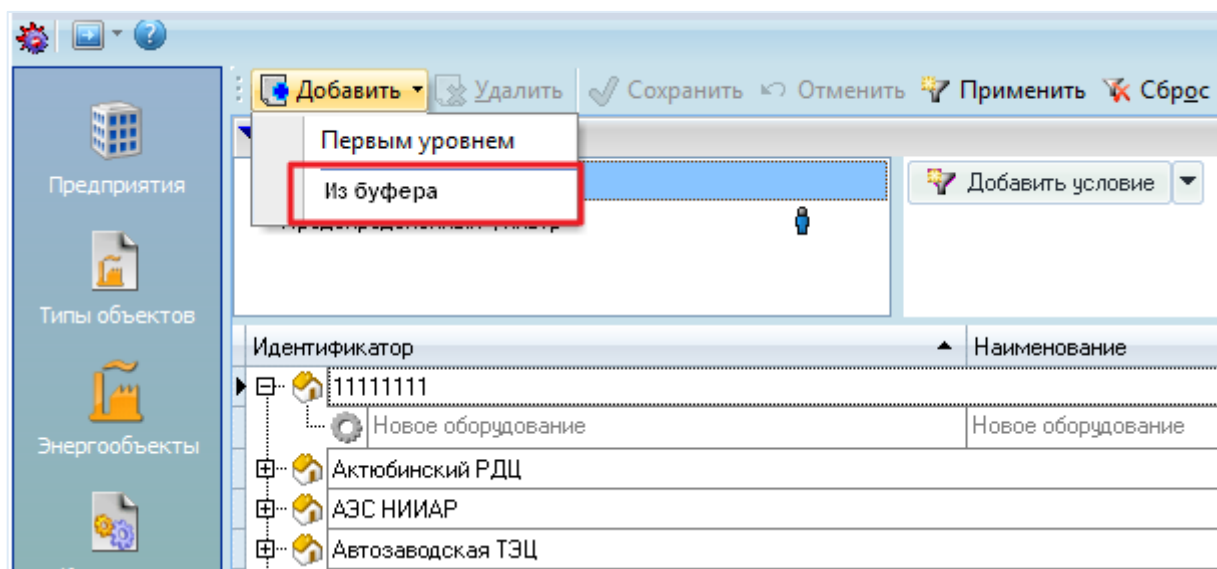 Добавить Удалить Сохранить Отменить Применить Сброс
Первым уровнем
Из буфера
Добавить условие
Предприятия
Типы объектов
Энергообъекты
Идентификатор Наименование
11111111
Новое оборудование Новое оборудование
Актюбинский РДЦ
АЭС НИИАР
Автозаводская ТЭЦ